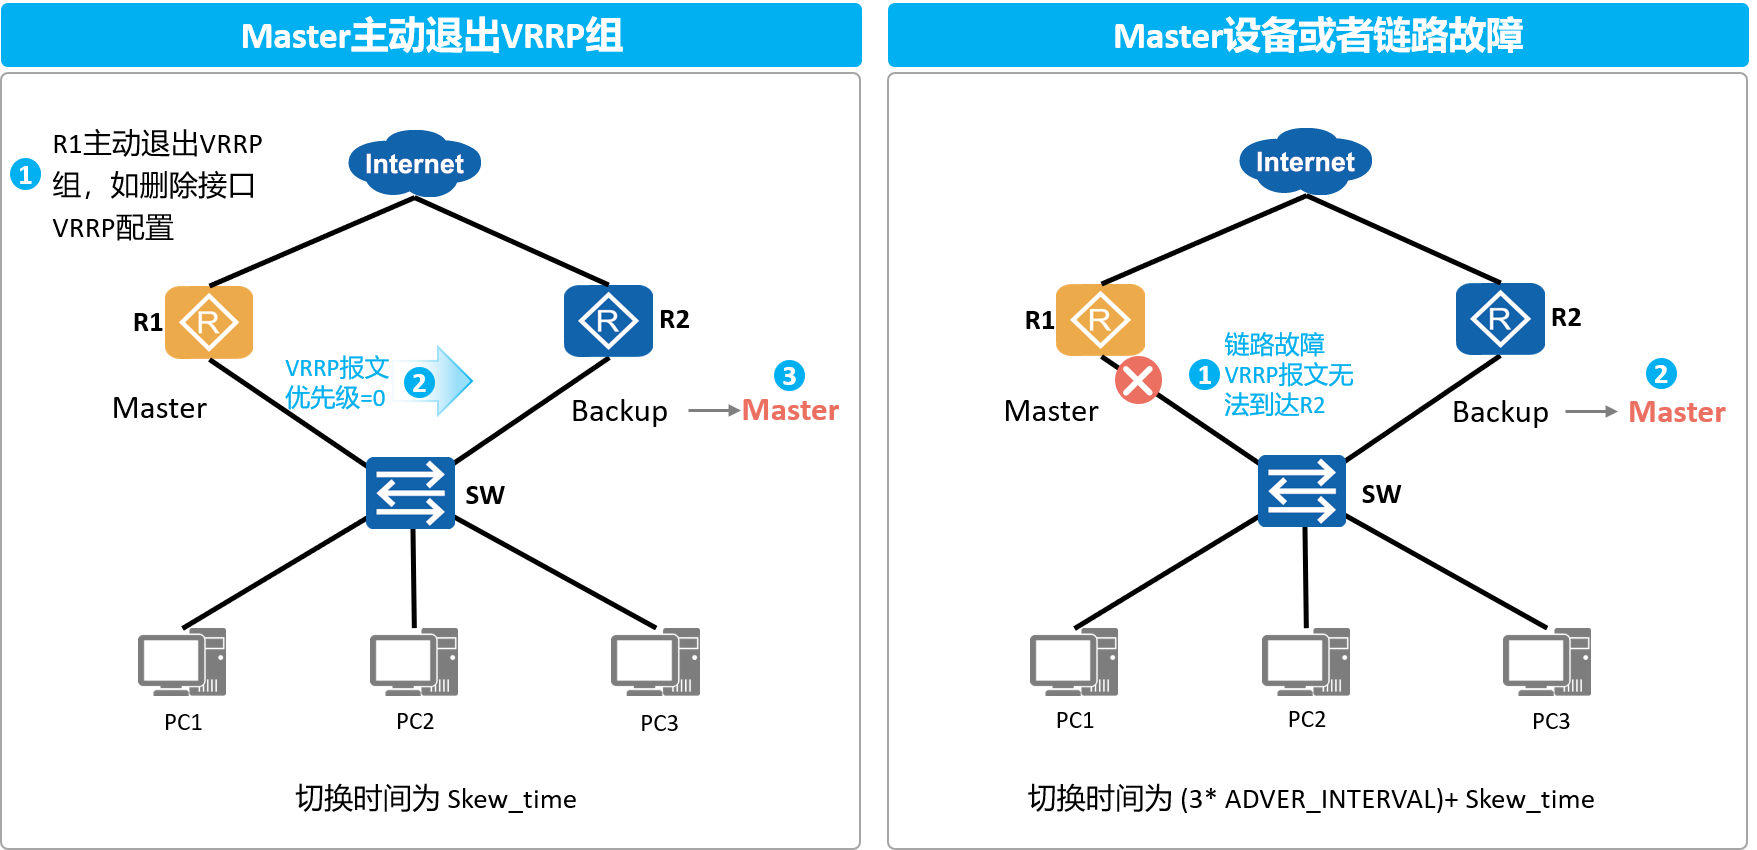 Master主动退出VRRP组
1
R1主动退出VRRP
组，如删除接口
VRRP配置
Internet
R1
R
R
R2
VRRP报文
优先级=0
2
3
Master
Backup
Master
SW
PC1
PC2
PC3
切换时间为 Skew_time
Master设备或者链路故障
Internet
R1
R
R
R2
1
链路故障
VRRP报文无
法到达R2
2
Master
Backup
Master
SW
PC1
PC2
PC3
切换时间为 (3* ADVER_INTERVAL)+ Skew_time